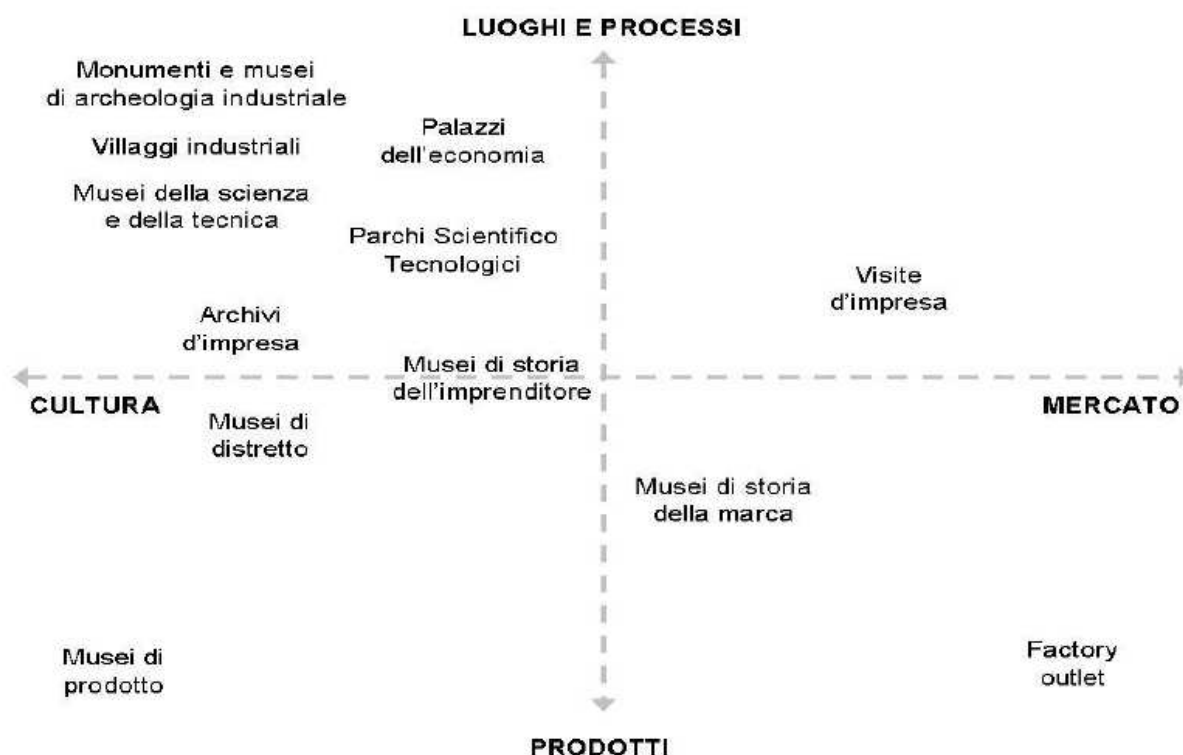 LUOGHI E PROCESSI
Monumenti e musei
di archeologia industriale
Palazzi
dell'economia
Villaggi industriali
Musei della scienza
e della tecnica
Parchi Scientifico
Tecnologici
Visite
d'impresa
Archivi
d'impresa
Musei di storia
dell'imprenditore
CULTURA
MERCATO
Musei di
distretto
Musei di storia
della marca
Musei di
prodotto
Factory
outlet
PRODOTTI